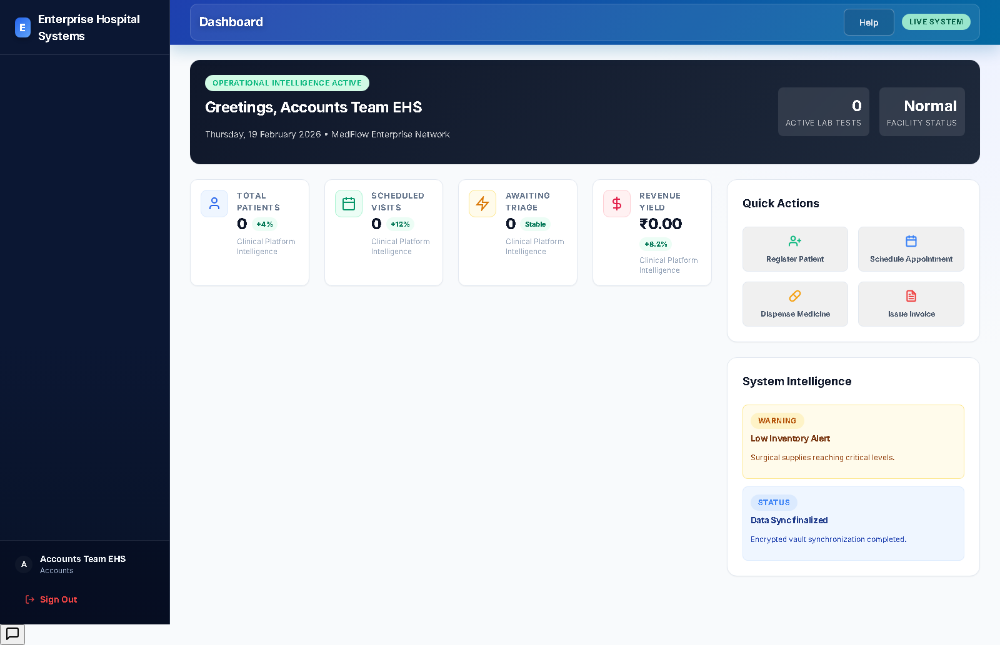 E
Enterprise Hospital
Systems
Dashboard
Help
LIVE SYSTEM
OPERATIONAL INTELLIGENCE ACTIVE
Greetings, Accounts Team EHS
Thursday, 19 February 2026 • MedFlow Enterprise Network
0
ACTIVE LAB TESTS
Normal
FACILITY STATUS
TOTAL
PATIENTS
0 +4%
Clinical Platform
Intelligence
SCHEDULED
VISITS
0 +12%
Clinical Platform
Intelligence
AWAITING
TRIAGE
0 Stable
Clinical Platform
Intelligence
REVENUE
YIELD
₹0.00
+8.2%
Clinical Platform
Intelligence
Quick Actions
Register Patient
Schedule Appointment
Dispense Medicine
Issue Invoice
System Intelligence
WARNING
Low Inventory Alert
Surgical supplies reaching critical levels.
STATUS
Data Sync finalized
Encrypted vault synchronization completed.
A
Accounts Team EHS
Accounts
Sign Out